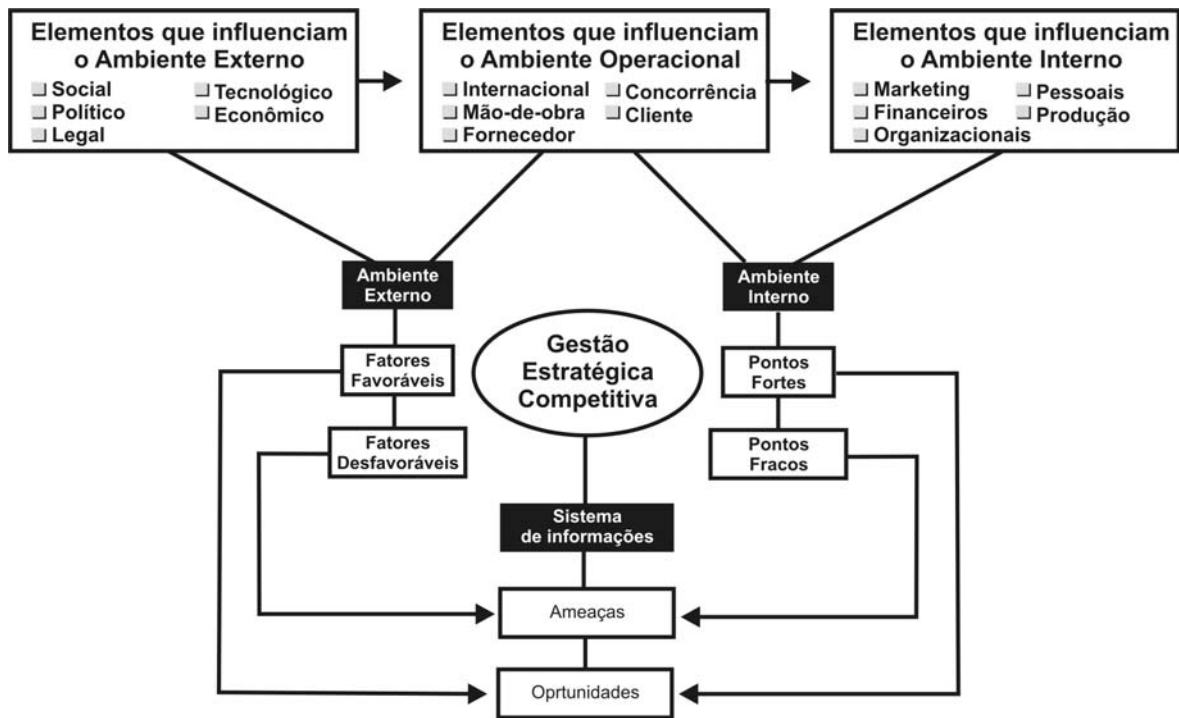 Elementos que influenciam
o Ambiente Externo
Social
Político
Legal
Tecnológico
Econômico
Elementos que influenciam
o Ambiente Operacional
Internacional
Mão-de-obra
Fornecedor
Concorrência
Cliente
Elementos que influenciam
o Ambiente Interno
Marketing
Financeiros
Organizacionais
Pessoais
Produção
Ambiente
Externo
Ambiente
Interno
Gestão
Estratégica
Competitiva
Fatores
Favoráveis
Pontos
Fortes
Fatores
Desfavoráveis
Pontos
Fracos
Sistema
de informações
Ameaças
Oprtunidades